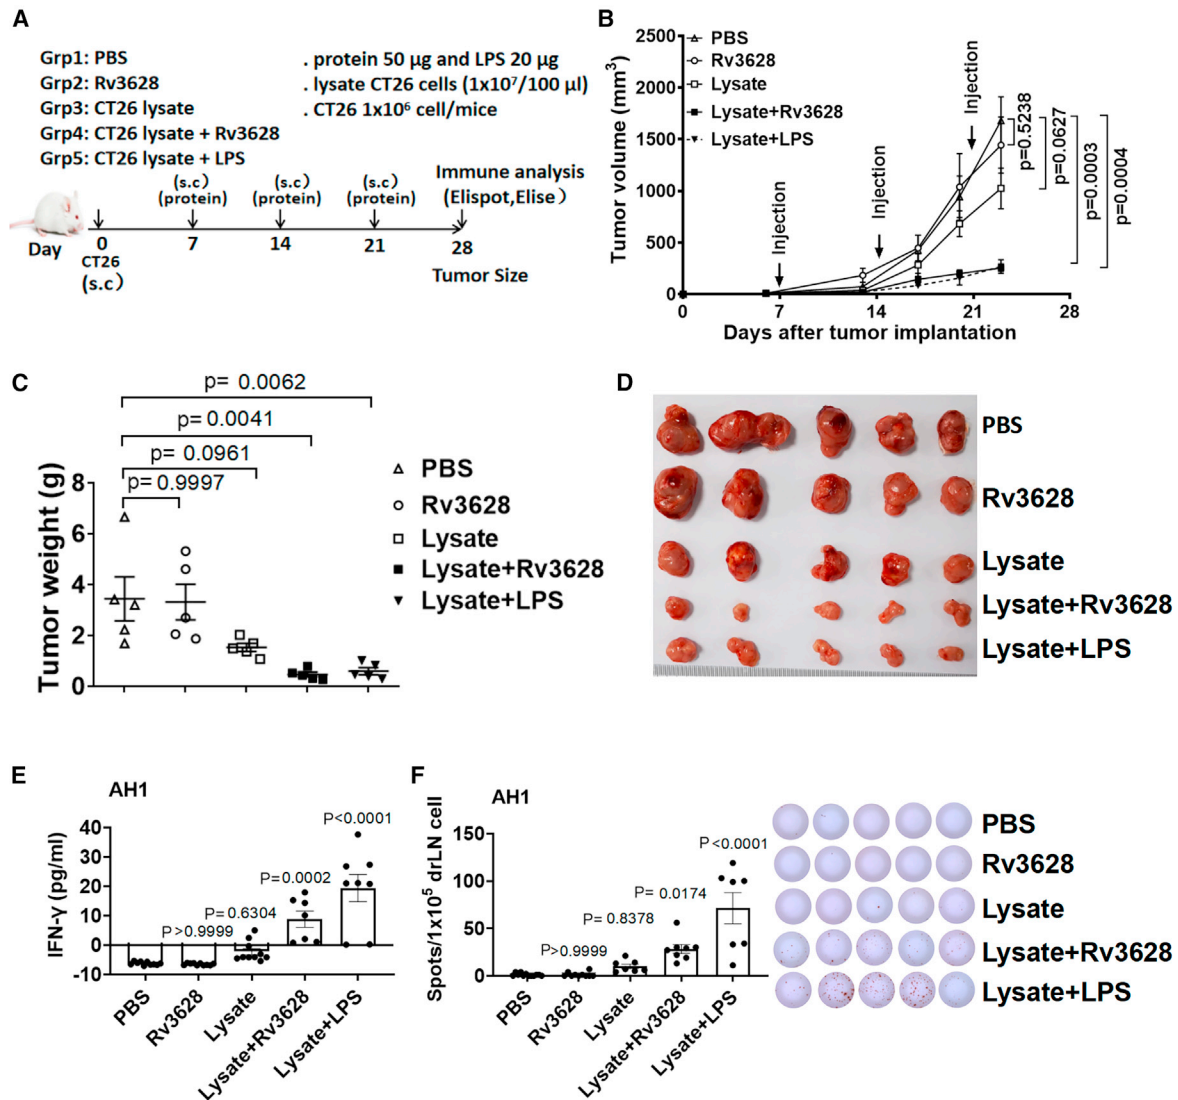 A
Grp1: PBS
Grp2: Rv3628
Grp3: CT26 lysate
Grp4: CT26 lysate + Rv3628
Grp5: CT26 lysate + LPS
. protein 50 µg and LPS 20 µg
. lysate CT26 cells (1x10⁷/100 µl)
. CT26 1x10⁶ cell/mice
(s.c) (s.c) (s.c)
(protein) (protein) (protein)
Immune analysis
(Elispot,Elise)
Day 0 7 14 21 28
CT26
(s.c)
Tumor Size
B
Tumor volume (mm³)
2500
2000
1500
1000
500
0
PBS
Rv3628
Lysate
Lysate+Rv3628
Lysate+LPS
Injection
Injection
Injection
p=0.5238
p=0.0627
p=0.0003
p=0.0004
0 7 14 21 28
Days after tumor implantation
C
p= 0.0062
p= 0.0041
p= 0.0961
p= 0.9997
Tumor weight (g)
8
6
4
2
0
PBS
Rv3628
Lysate
Lysate+Rv3628
Lysate+LPS
D
PBS
Rv3628
Lysate
Lysate+Rv3628
Lysate+LPS
E
AH1
IFN-γ (pg/ml)
40
30
20
10
0
-10
P>0.9999
P= 0.6304
P=0.0002
P<0.0001
PBS
Rv3628
Lysate
Lysate+Rv3628
Lysate+LPS
F
AH1
Spots/1x10⁵ drLN cell
150
100
50
0
P>0.9999
P= 0.8378
P= 0.0174
P<0.0001
PBS
Rv3628
Lysate
Lysate+Rv3628
Lysate+LPS
PBS
Rv3628
Lysate
Lysate+Rv3628
Lysate+LPS